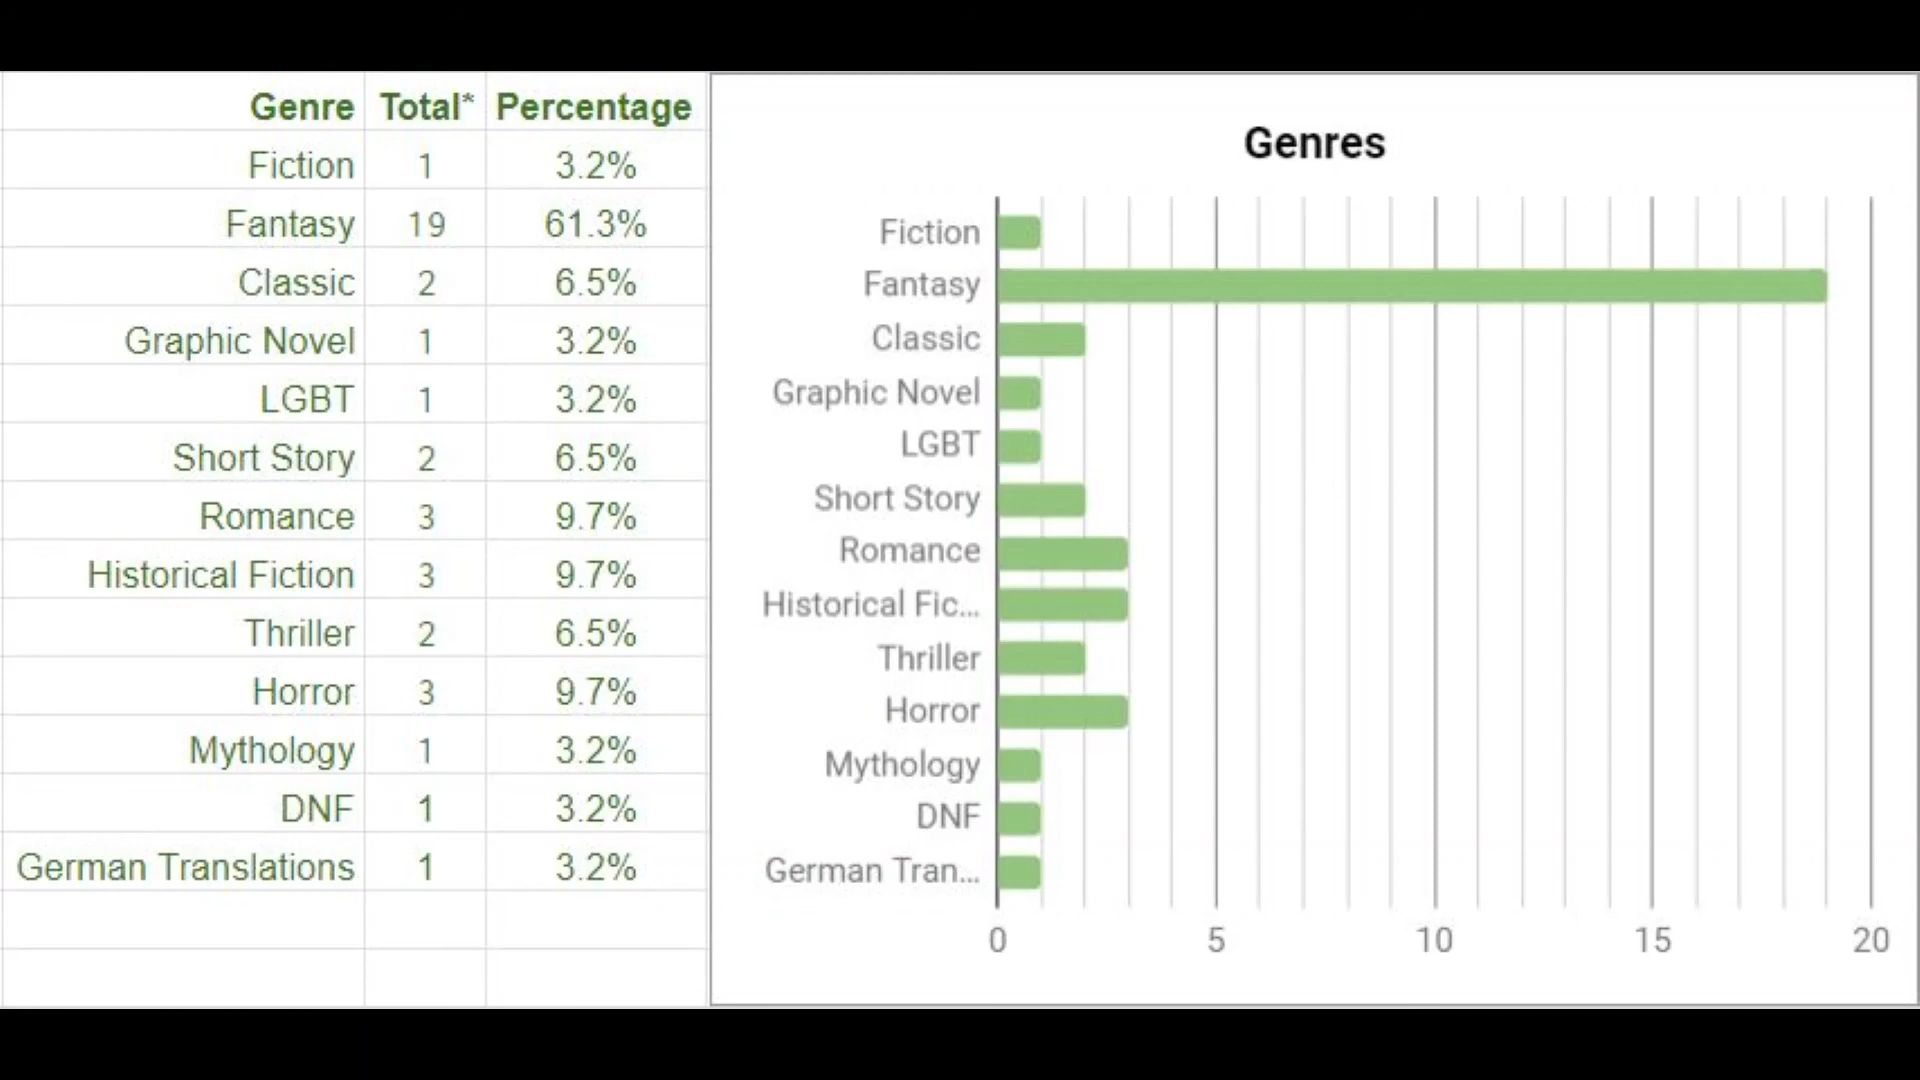 Genre Total* Percentage
Fiction 1 3.2%
Fantasy 19 61.3%
Classic 2 6.5%
Graphic Novel 1 3.2%
LGBT 1 3.2%
Short Story 2 6.5%
Romance 3 9.7%
Historical Fiction 3 9.7%
Thriller 2 6.5%
Horror 3 9.7%
Mythology 1 3.2%
DNF 1 3.2%
German Translations 1 3.2%
Genres
Fiction
Fantasy
Classic
Graphic Novel
LGBT
Short Story
Romance
Historical Fic...
Thriller
Horror
Mythology
DNF
German Tran...
0 5 10 15 20